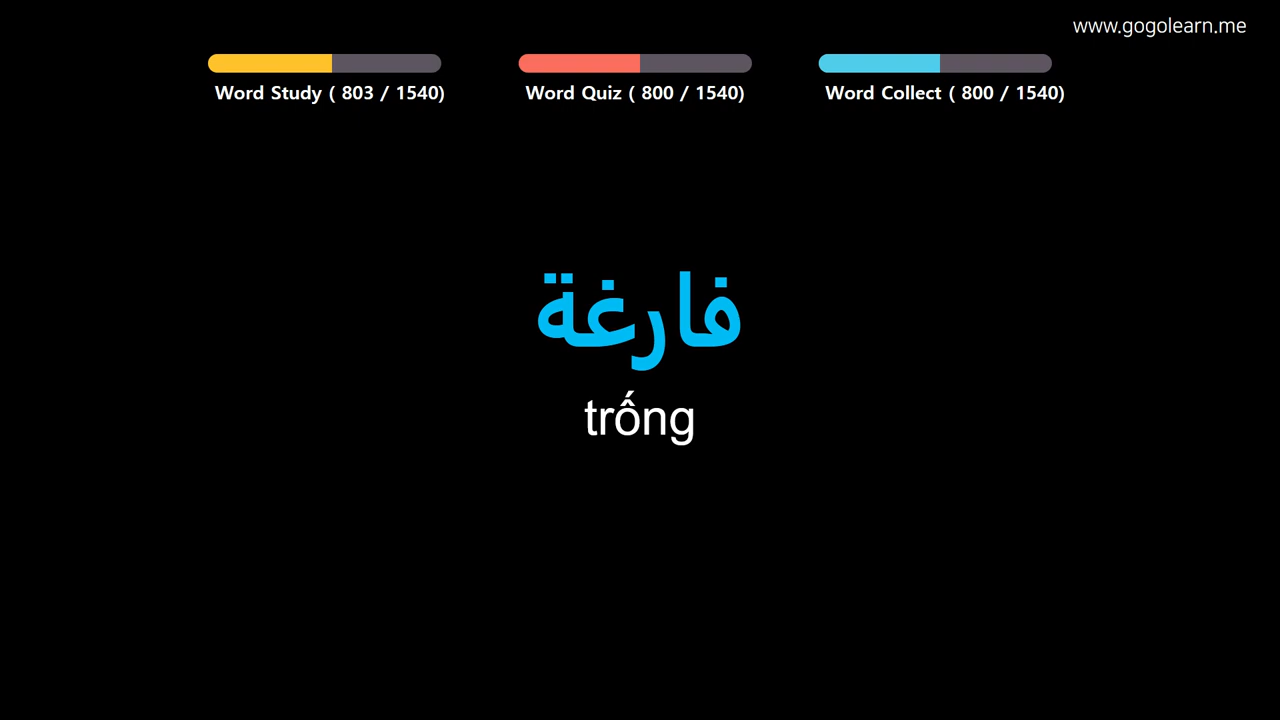 www.gogolearn.me
Word Study ( 803 / 1540)
Word Quiz ( 800 / 1540)
Word Collect ( 800 / 1540)
فارغة
trống